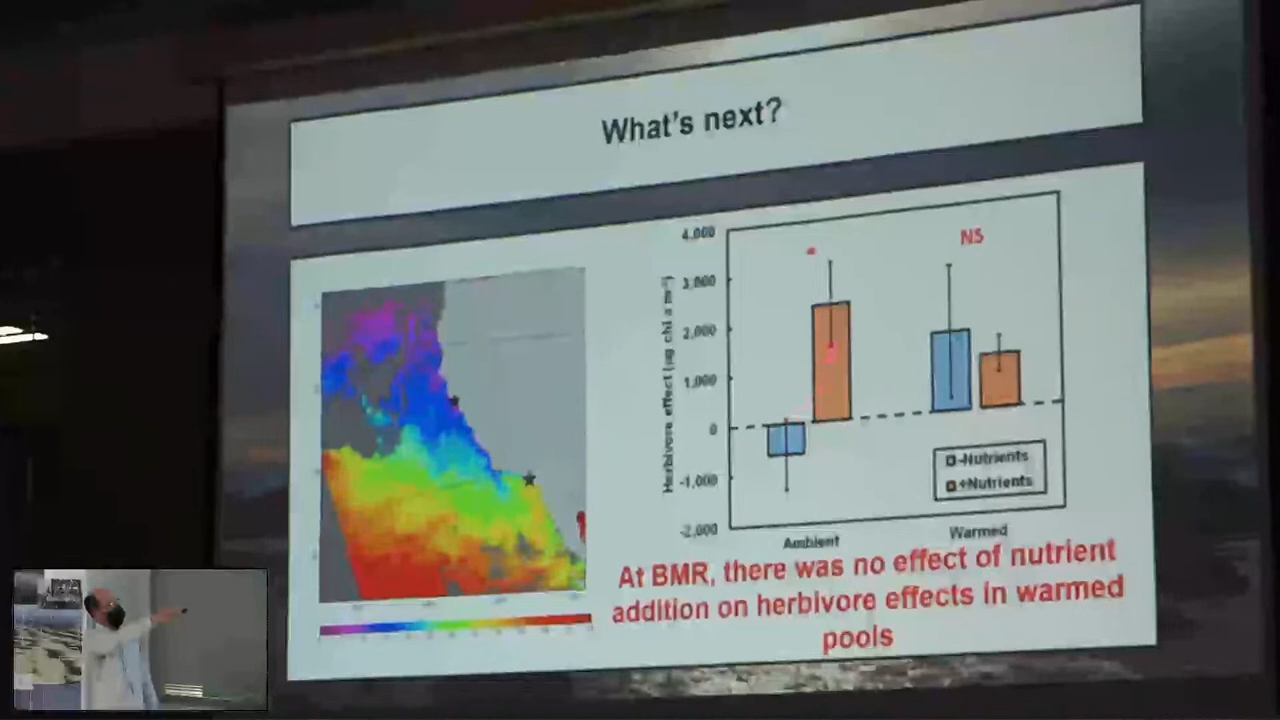 What's next?
4,000
3,000
2,000
1,000
0
-1,000
-2,000
Herbivore effect (µg chl a m⁻²)
NS
-Nutrients
+Nutrients
Ambient
Warmed
At BMR, there was no effect of nutrient
addition on herbivore effects in warmed
pools